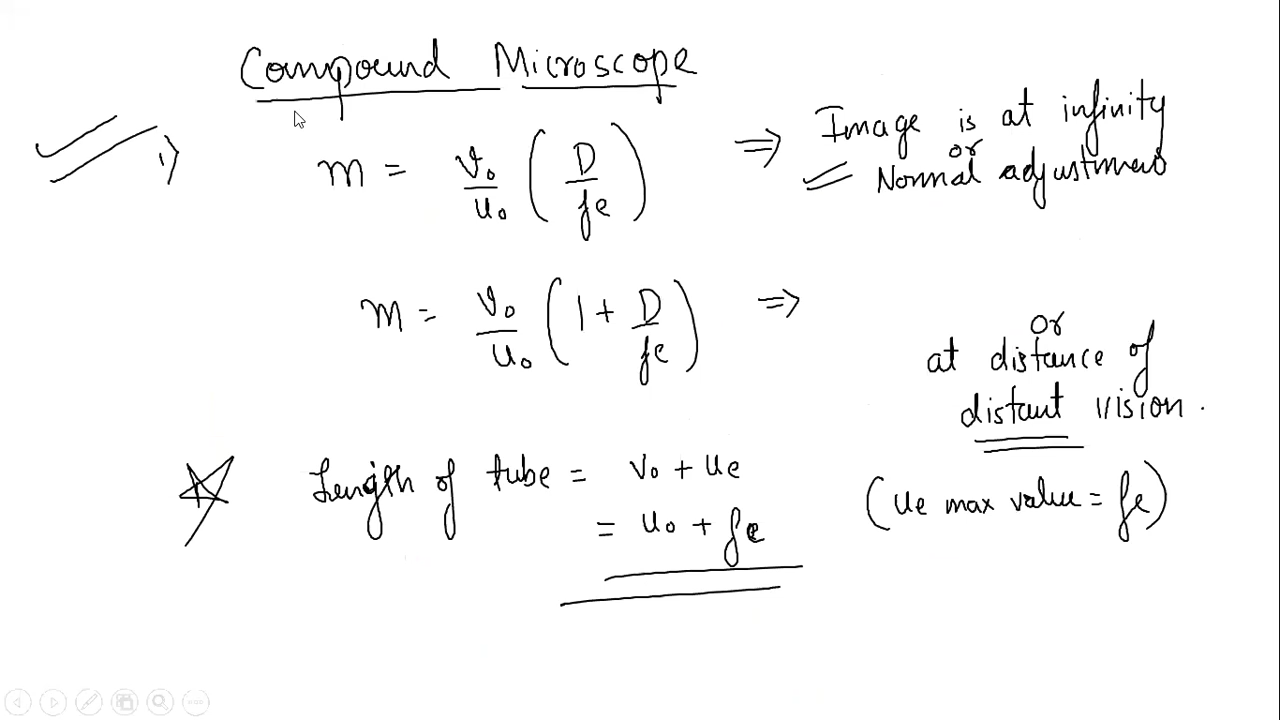 Compound Microscope
1) m = v₀/u₀ (D/fe) ⇒ Image is at infinity
or
Normal adjustment
m = v₀/u₀ (1 + D/fe) ⇒
or
at distance of
distant vision.
Length of tube = v₀ + ue
= u₀ + fe
(ue max value = fe)